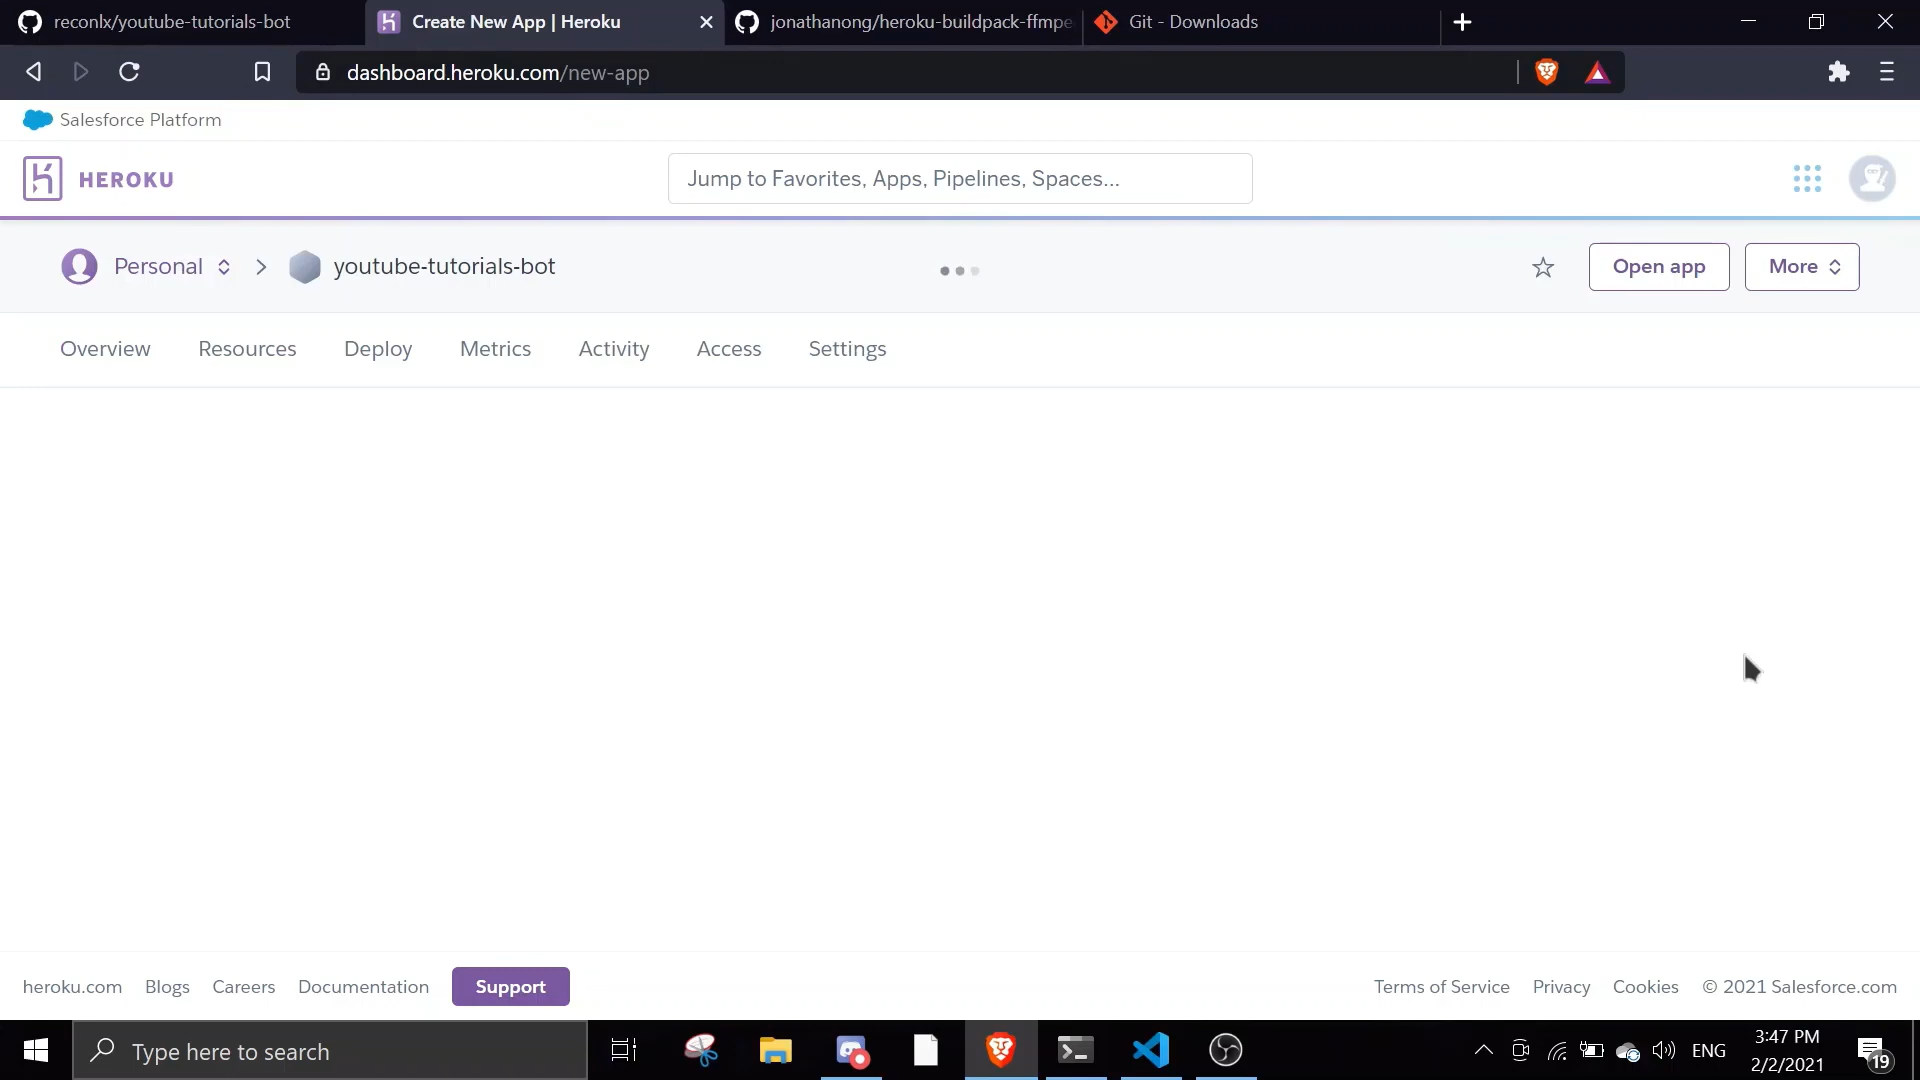 reconlx/youtube-tutorials-bot
Create New App | Heroku
jonathanong/heroku-buildpack-ffmpe
Git - Downloads
dashboard.heroku.com/new-app
Salesforce Platform
HEROKU
Jump to Favorites, Apps, Pipelines, Spaces...
Personal
youtube-tutorials-bot
Open app
More
Overview
Resources
Deploy
Metrics
Activity
Access
Settings
heroku.com
Blogs
Careers
Documentation
Support
Terms of Service
Privacy
Cookies
© 2021 Salesforce.com
Type here to search
ENG
3:47 PM
2/2/2021
19